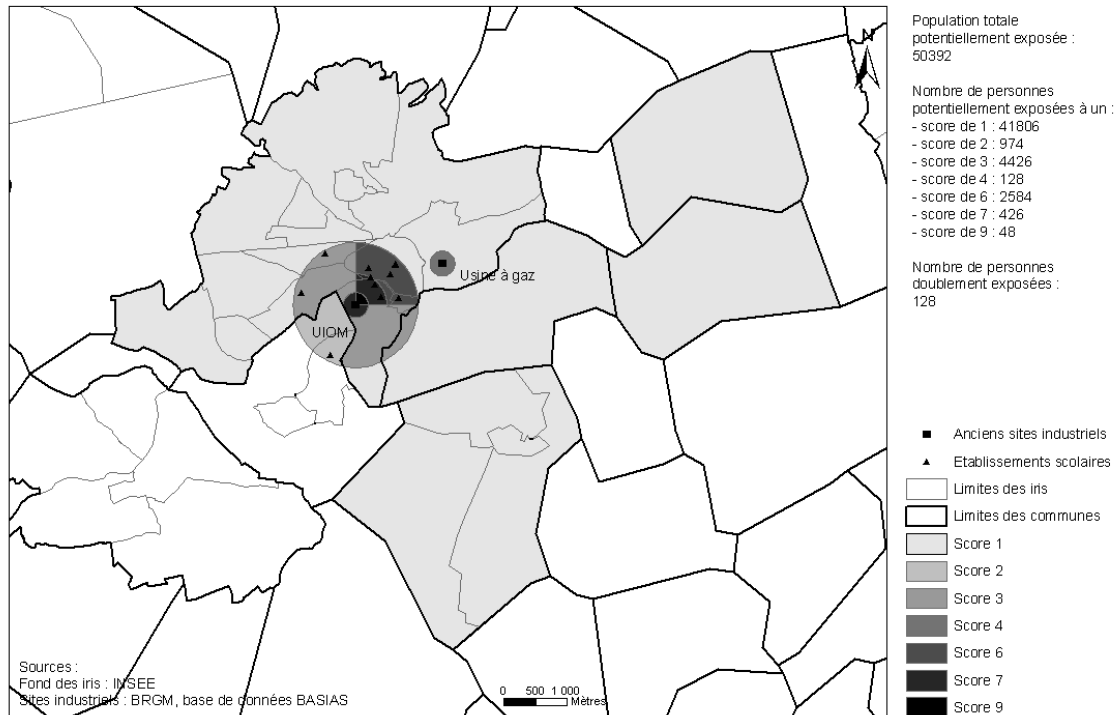 Population totale
potentiellement exposée :
50392
N
Nombre de personnes
potentiellement exposées à un :
- score de 1 : 41806
- score de 2 : 974
- score de 3 : 4426
- score de 4 : 128
- score de 6 : 2584
- score de 7 : 426
- score de 9 : 48
Nombre de personnes
doublement exposées :
128
Usine à gaz
UIOM
Anciens sites industriels
Etablissements scolaires
Limites des iris
Limites des communes
Score 1
Score 2
Score 3
Score 4
Score 6
Score 7
Score 9
Sources :
Fond des iris : INSEE
Sites industriels : BRGM, base de données BASIAS
0 500 1 000
Mètres